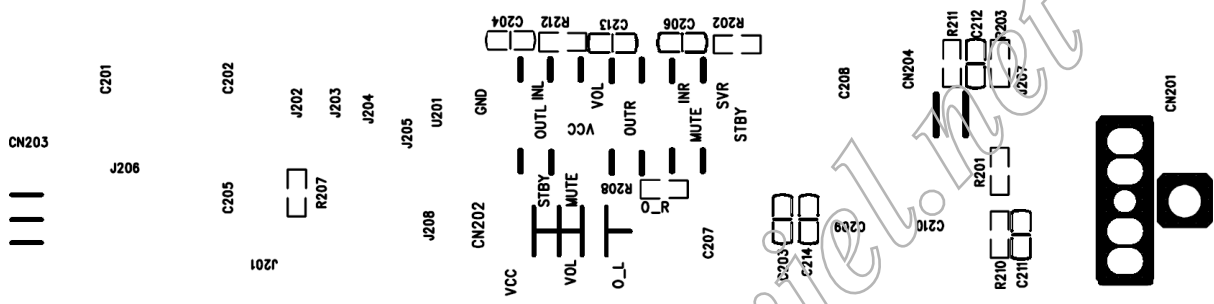 C204
R212
C213
C206
R202
R211
C212
R203
C201
C202
J202
J203
J204
J205
U201
GND
INL
OUTL
VOL
VCC
OUTR
INR
MUTE
SVR
STBY
C208
CN204
J207
CN201
CN203
J206
C205
R207
J208
CN202
STBY
MUTE
R208
O_R
C207
C209
C210
R201
J201
VCC
VOL
O_L
C203
C214
R210
C211